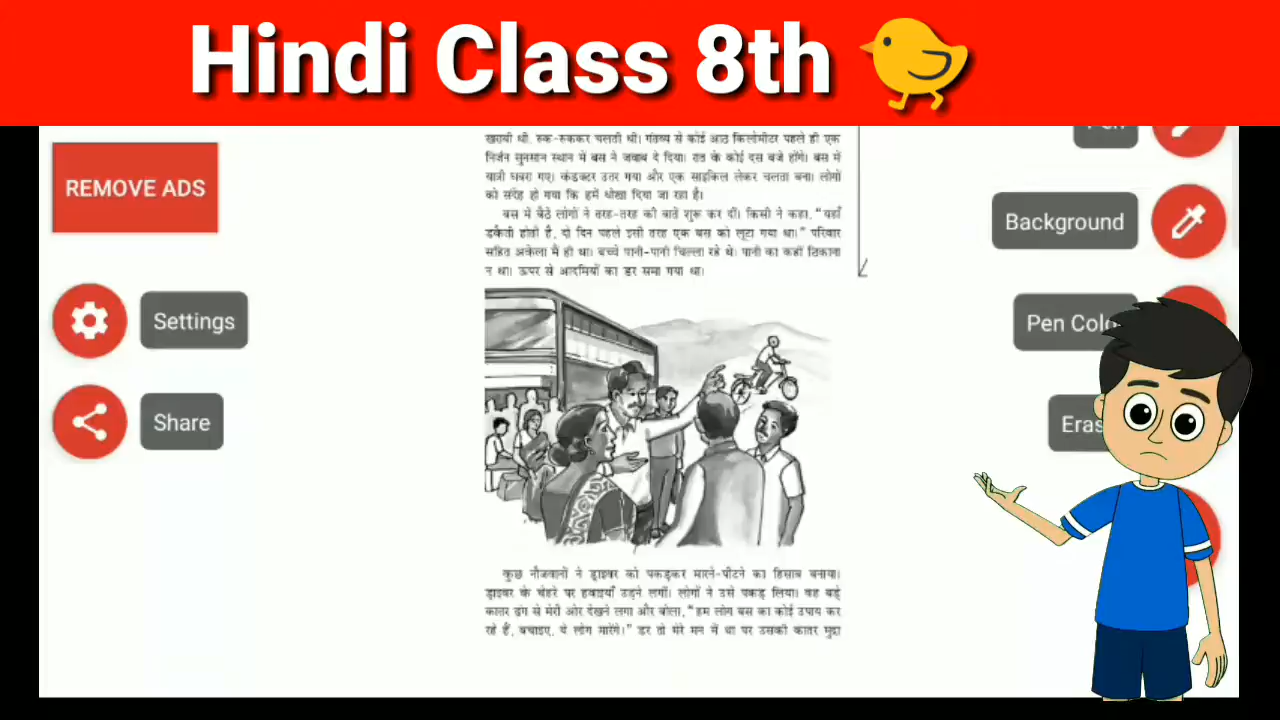 Hindi Class 8th
REMOVE ADS
Settings
Share
Background
Pen Colo
Eras
खराबी थी, रुक-रुककर चलती थी। गंतव्य से कोई आठ किलोमीटर पहले ही एक
निर्जन सुनसान स्थान में बस ने जवाब दे दिया। रात के कोई दस बजे होंगे। बस में
यात्री घबरा गए। कंडक्टर उतर गया और एक साइकिल लेकर चलता बना। लोगों
को संदेह हो गया कि हमें धोखा दिया जा रहा है।
बस में बैठे लोगों ने तरह-तरह की बातें शुरू कर दीं। किसी ने कहा, "यहाँ
डकैती होती है, दो दिन पहले इसी तरह एक बस को लूटा गया था।" परिवार
सहित अकेला मैं ही था। बच्चे पानी-पानी चिल्ला रहे थे। पानी का कहीं ठिकाना
न था। ऊपर से आदमियों का डर समा गया था।
कुछ नौजवानों ने ड्राइवर को पकड़कर मारने-पीटने का हिसाब बनाया।
ड्राइवर के चेहरे पर हवाइयाँ उड़ने लगीं। लोगों ने उसे पकड़ लिया। वह बड़े
कातर ढंग से मेरी ओर देखने लगा और बोला, "हम लोग बस का कोई उपाय कर
रहे हैं, बचाइए, ये लोग मारेंगे।" डर तो मेरे मन में था पर उसकी कातर मुद्रा